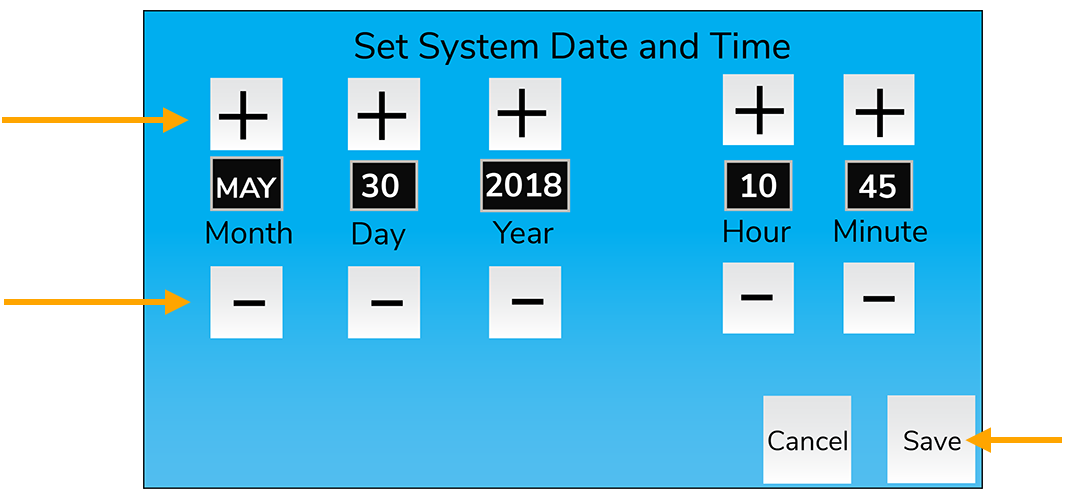 Set System Date and Time
+ + + + +
MAY 30 2018 10 45
Month Day Year Hour Minute
- - - - -
Cancel Save